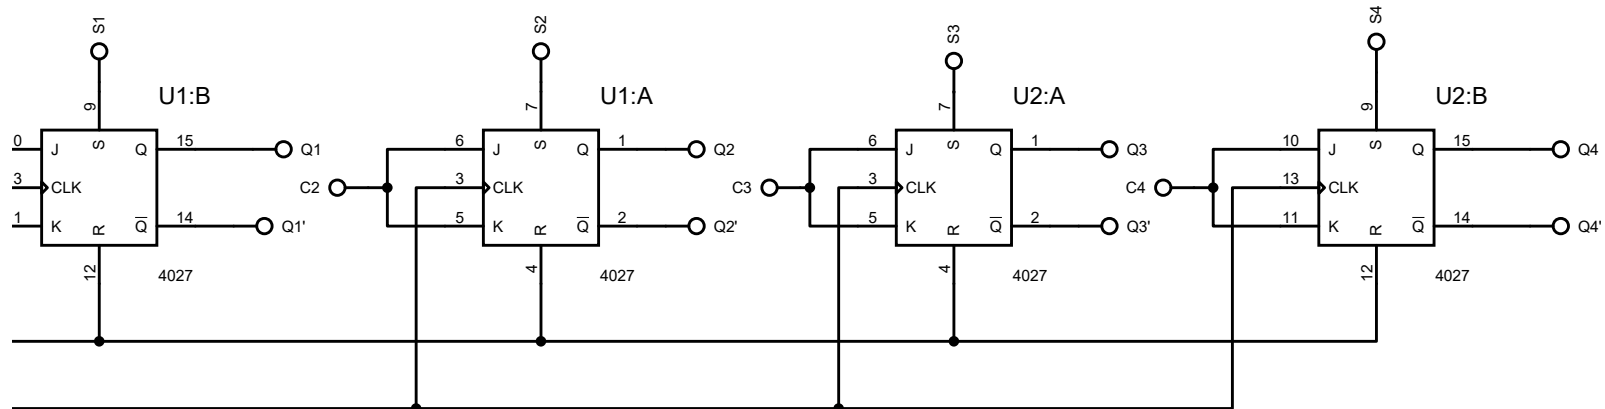 S1
S2
S3
S4
U1:B
U1:A
U2:A
U2:B
9
7
7
9
0
J
S
Q
15
Q1
6
J
S
Q
1
Q2
6
J
S
Q
1
Q3
10
J
S
Q
15
Q4
3
CLK
C2
3
CLK
C3
3
CLK
C4
13
CLK
1
K
R
Q
14
Q1'
5
K
R
Q
2
Q2'
5
K
R
Q
2
Q3'
11
K
R
Q
14
Q4'
12
4027
4
4027
4
4027
12
4027